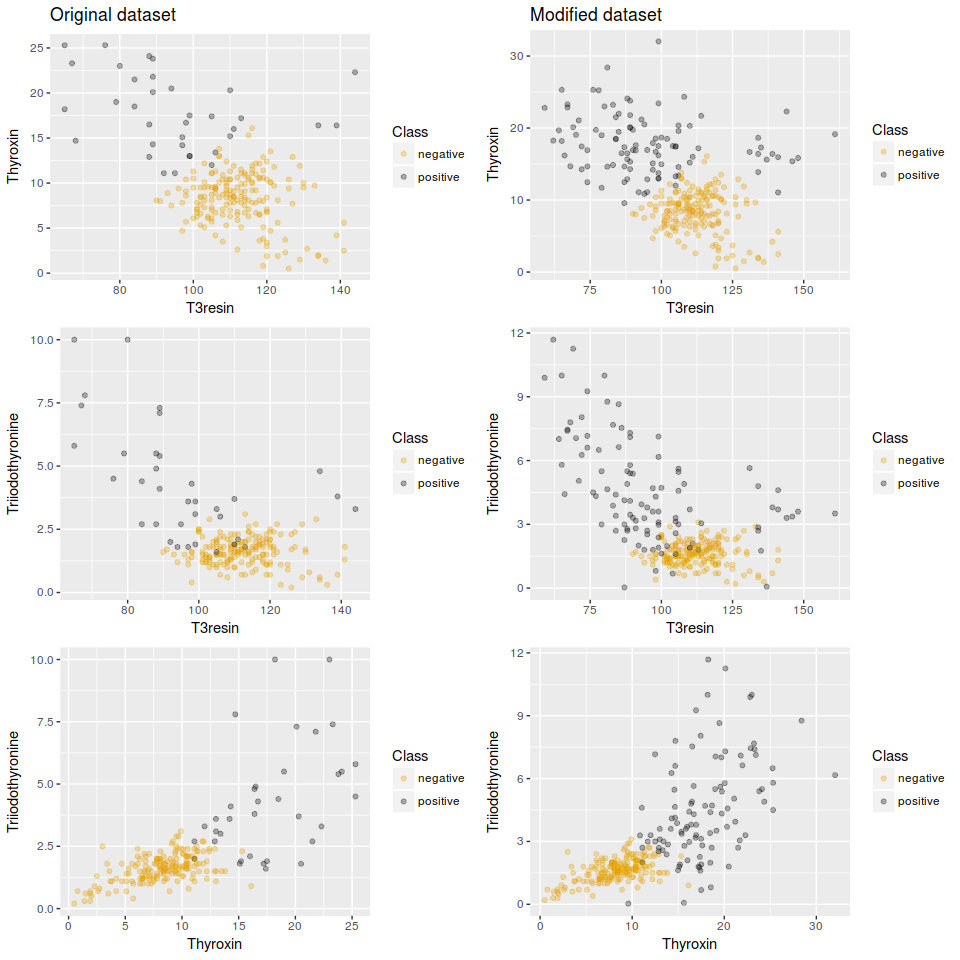 Original dataset
Modified dataset
25
20
15
10
5
0
Thyroxin
80
100
120
140
T3resin
Class
negative
positive
30
20
10
0
Thyroxin
75
100
125
150
T3resin
Class
negative
positive
10.0
7.5
5.0
2.5
0.0
Triiodothyronine
80
100
120
140
T3resin
Class
negative
positive
12
9
6
3
0
Triiodothyronine
75
100
125
150
T3resin
Class
negative
positive
10.0
7.5
5.0
2.5
0.0
Triiodothyronine
0
5
10
15
20
25
Thyroxin
Class
negative
positive
12
9
6
3
0
Triiodothyronine
0
10
20
30
Thyroxin
Class
negative
positive